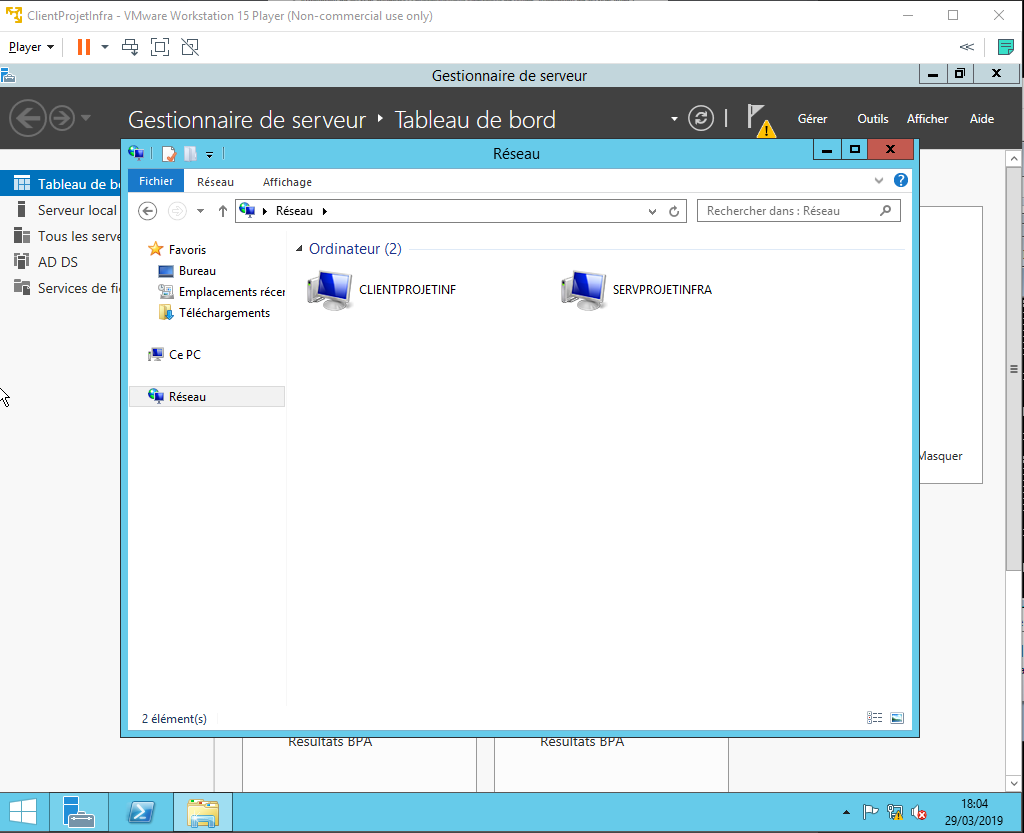 ClientProjetInfra - VMware Workstation 15 Player (Non-commercial use only)
Player
Gestionnaire de serveur
Gestionnaire de serveur Tableau de bord
Gérer Outils Afficher Aide
Réseau
Fichier Réseau Affichage
Réseau
Rechercher dans : Réseau
Tableau de bo
Serveur local
Tous les serve
AD DS
Services de fi
Favoris
Bureau
Emplacements récen
Téléchargements
Ce PC
Réseau
Ordinateur (2)
CLIENTPROJETINF
SERVPROJETINFRA
Masquer
2 élément(s)
Résultats BPA
Résultats BPA
18:04
29/03/2019